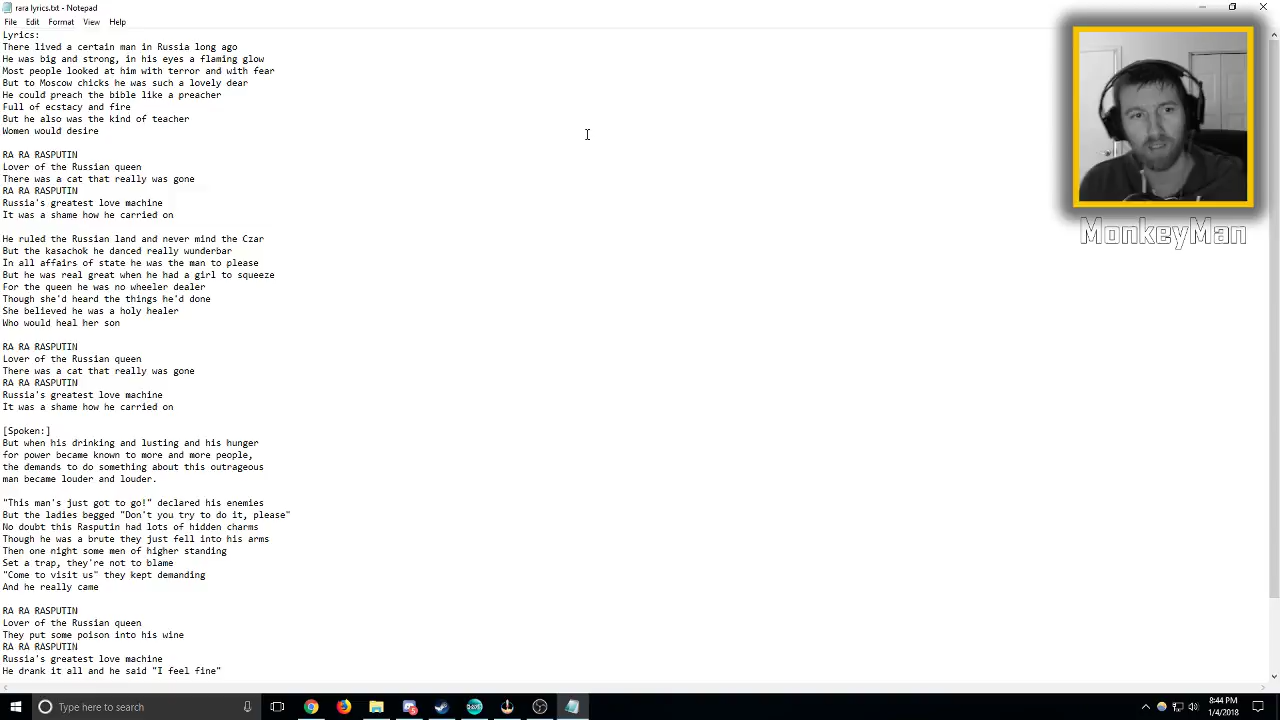 rara lyrics.txt - Notepad
File Edit Format View Help
Lyrics:
There lived a certain man in Russia long ago
He was big and strong, in his eyes a flaming glow
Most people looked at him with terror and with fear
But to Moscow chicks he was such a lovely dear
He could preach the bible like a preacher
Full of ecstacy and fire
But he also was the kind of teacher
Women would desire
RA RA RASPUTIN
Lover of the Russian queen
There was a cat that really was gone
RA RA RASPUTIN
Russia's greatest love machine
It was a shame how he carried on
He ruled the Russian land and never mind the Czar
But the kasachok he danced really wunderbar
In all affairs of state he was the man to please
But he was real great when he had a girl to squeeze
For the queen he was no wheeler dealer
Though she'd heard the things he'd done
She believed he was a holy healer
Who would heal her son
RA RA RASPUTIN
Lover of the Russian queen
There was a cat that really was gone
RA RA RASPUTIN
Russia's greatest love machine
It was a shame how he carried on
[Spoken:]
But when his drinking and lusting and his hunger
for power became known to more and more people,
the demands to do something about this outrageous
man became louder and louder.
"This man's just got to go!" declared his enemies
But the ladies begged "Don't you try to do it, please"
No doubt this Rasputin had lots of hidden charms
Though he was a brute they just fell into his arms
Then one night some men of higher standing
Set a trap, they're not to blame
"Come to visit us" they kept demanding
And he really came
RA RA RASPUTIN
Lover of the Russian queen
They put some poison into his wine
RA RA RASPUTIN
Russia's greatest love machine
He drank it all and he said "I feel fine"
MonkeyMan
Type here to search
8:44 PM
1/4/2018